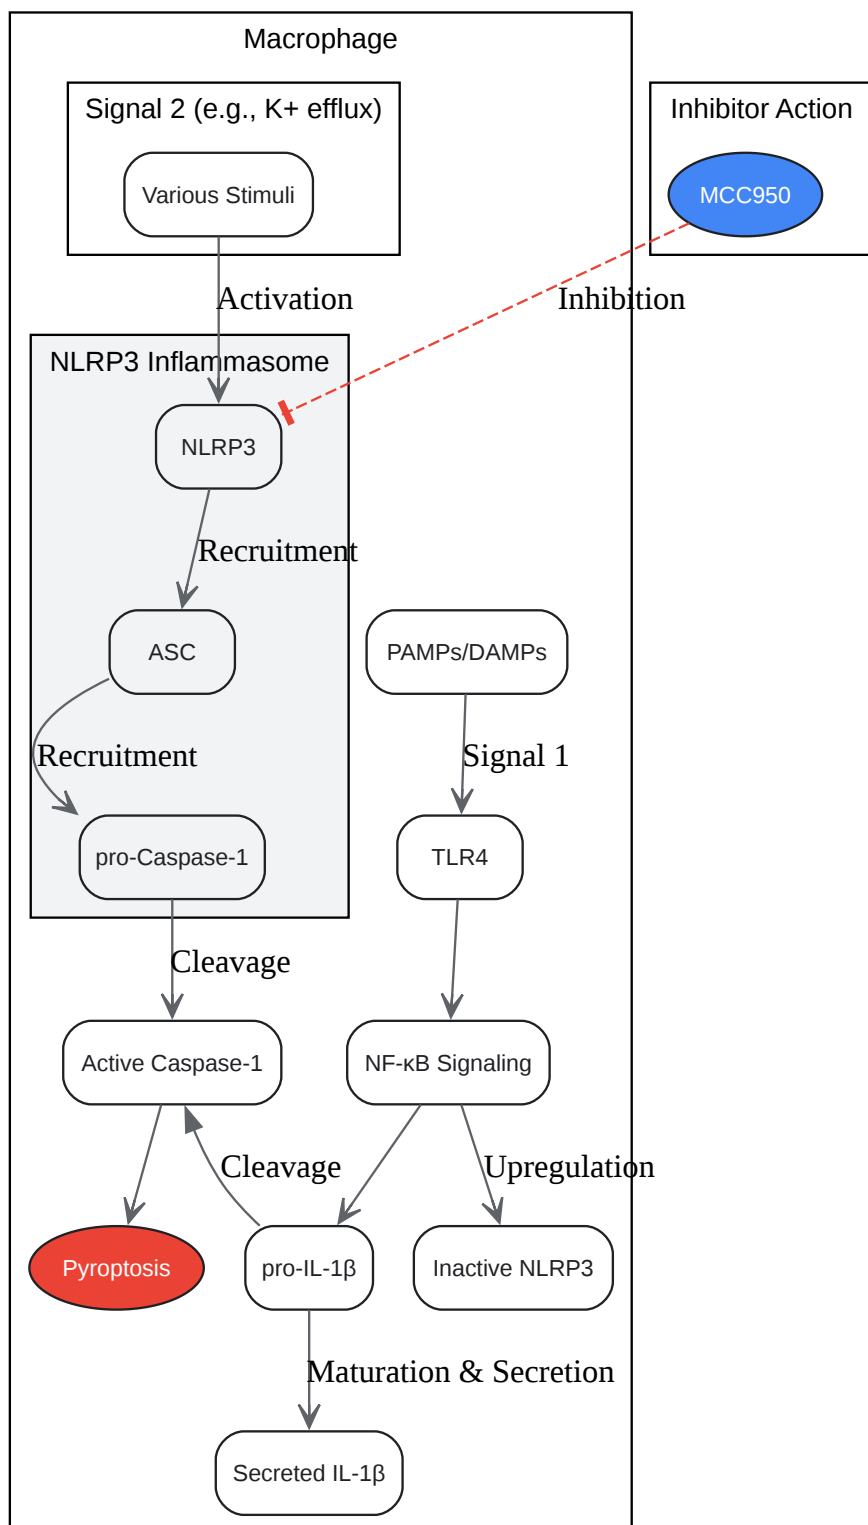 Macrophage
Signal 2 (e.g., K+ efflux)
Inhibitor Action
Various Stimuli
MCC950
Activation
Inhibition
NLRP3 Inflammasome
NLRP3
Recruitment
ASC
PAMPs/DAMPs
Recruitment
Signal 1
pro-Caspase-1
TLR4
Cleavage
Active Caspase-1
NF-κB Signaling
Cleavage
Upregulation
Pyroptosis
pro-IL-1β
Inactive NLRP3
Maturation & Secretion
Secreted IL-1β